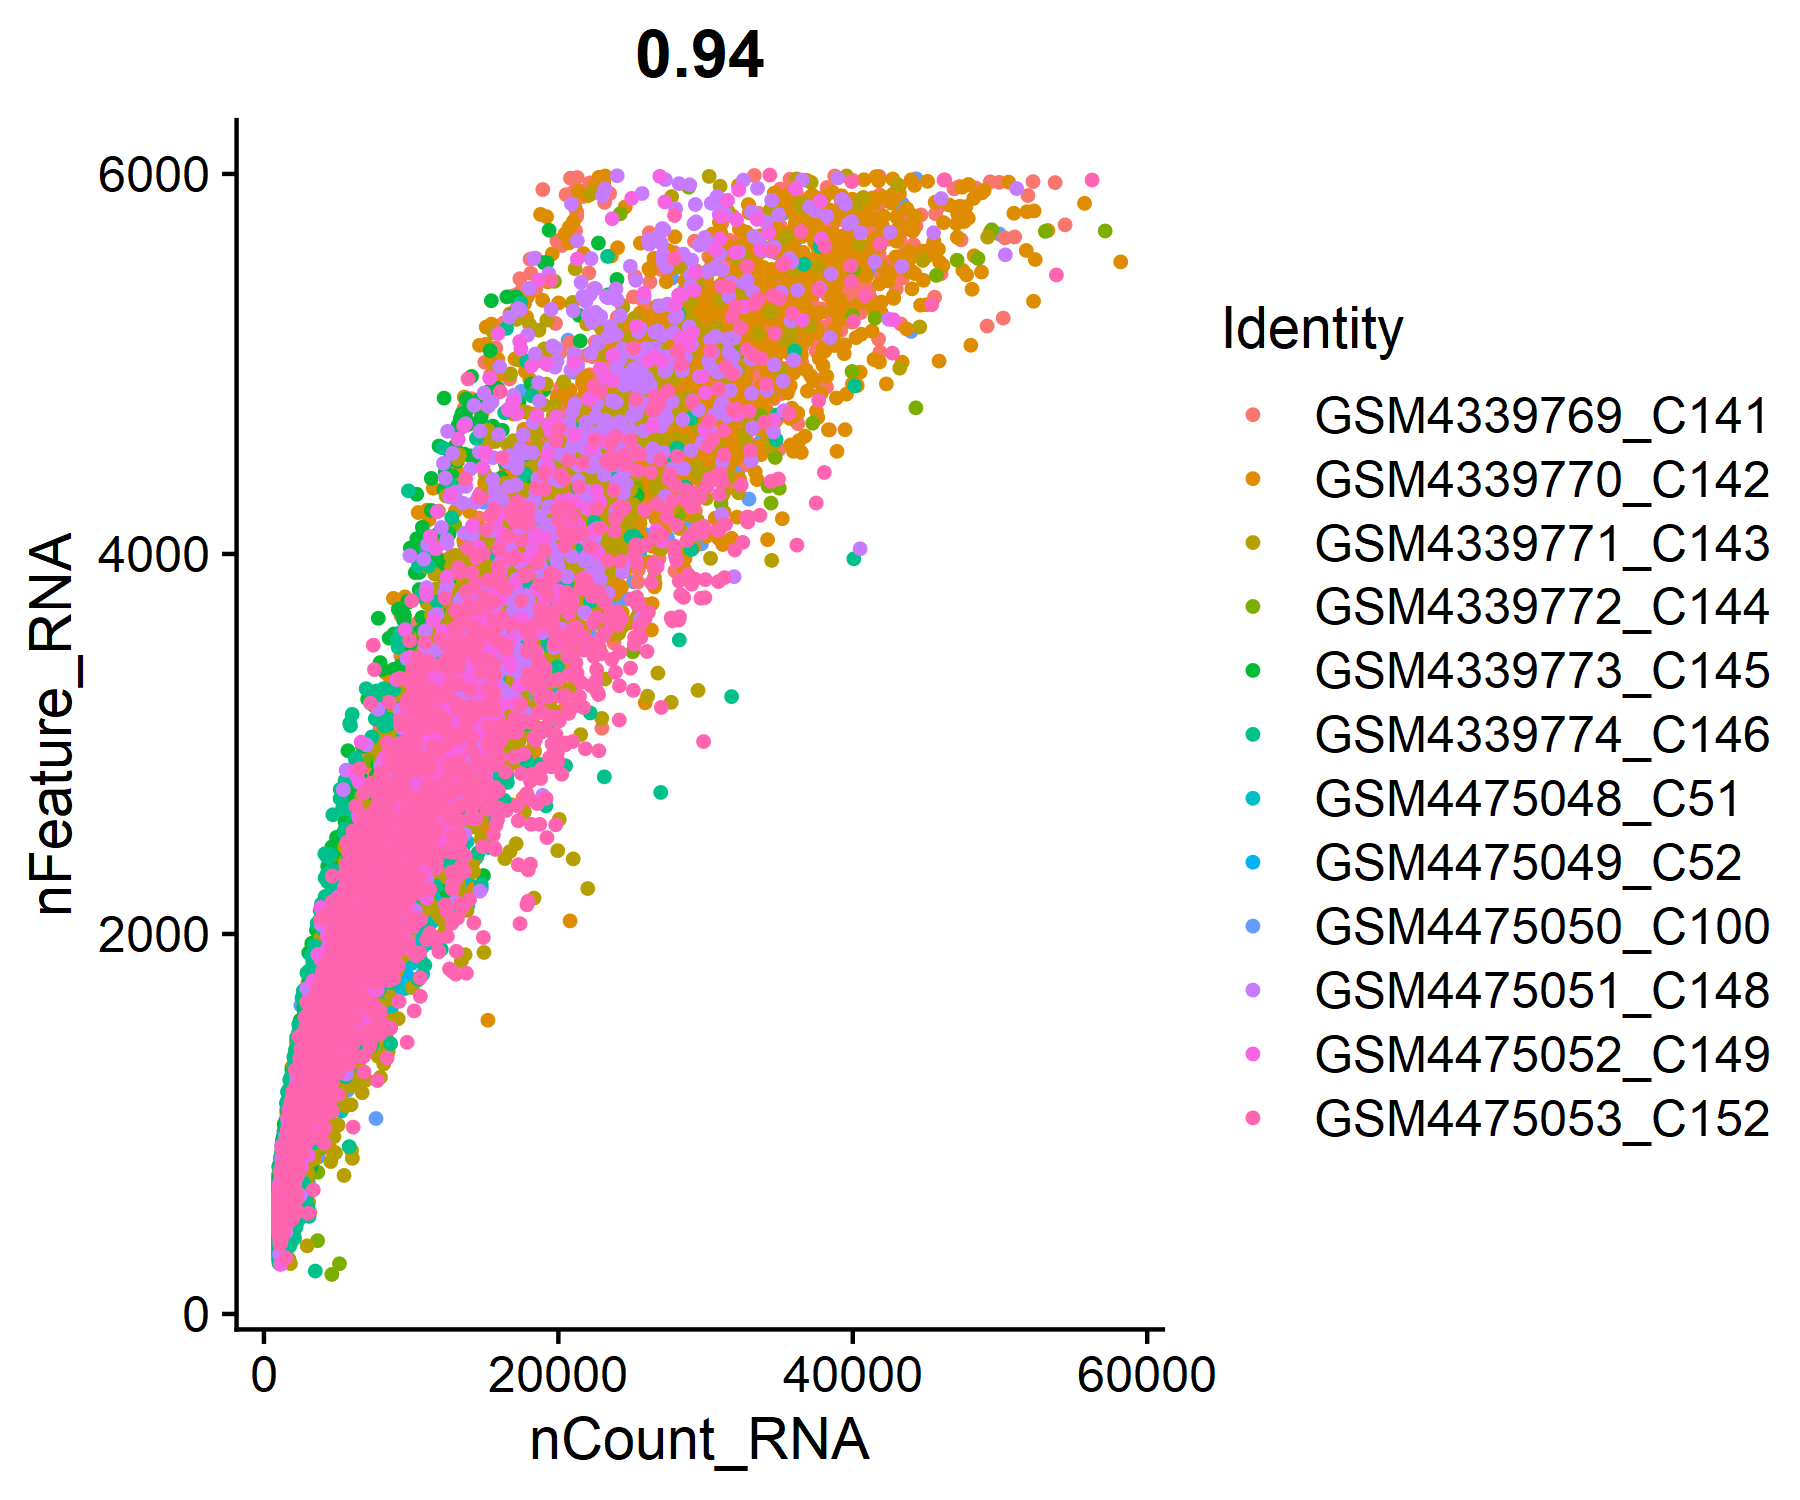 0.94
6000
4000
2000
0
nFeature_RNA
0
20000
40000
60000
nCount_RNA
Identity
GSM4339769_C141
GSM4339770_C142
GSM4339771_C143
GSM4339772_C144
GSM4339773_C145
GSM4339774_C146
GSM4475048_C51
GSM4475049_C52
GSM4475050_C100
GSM4475051_C148
GSM4475052_C149
GSM4475053_C152